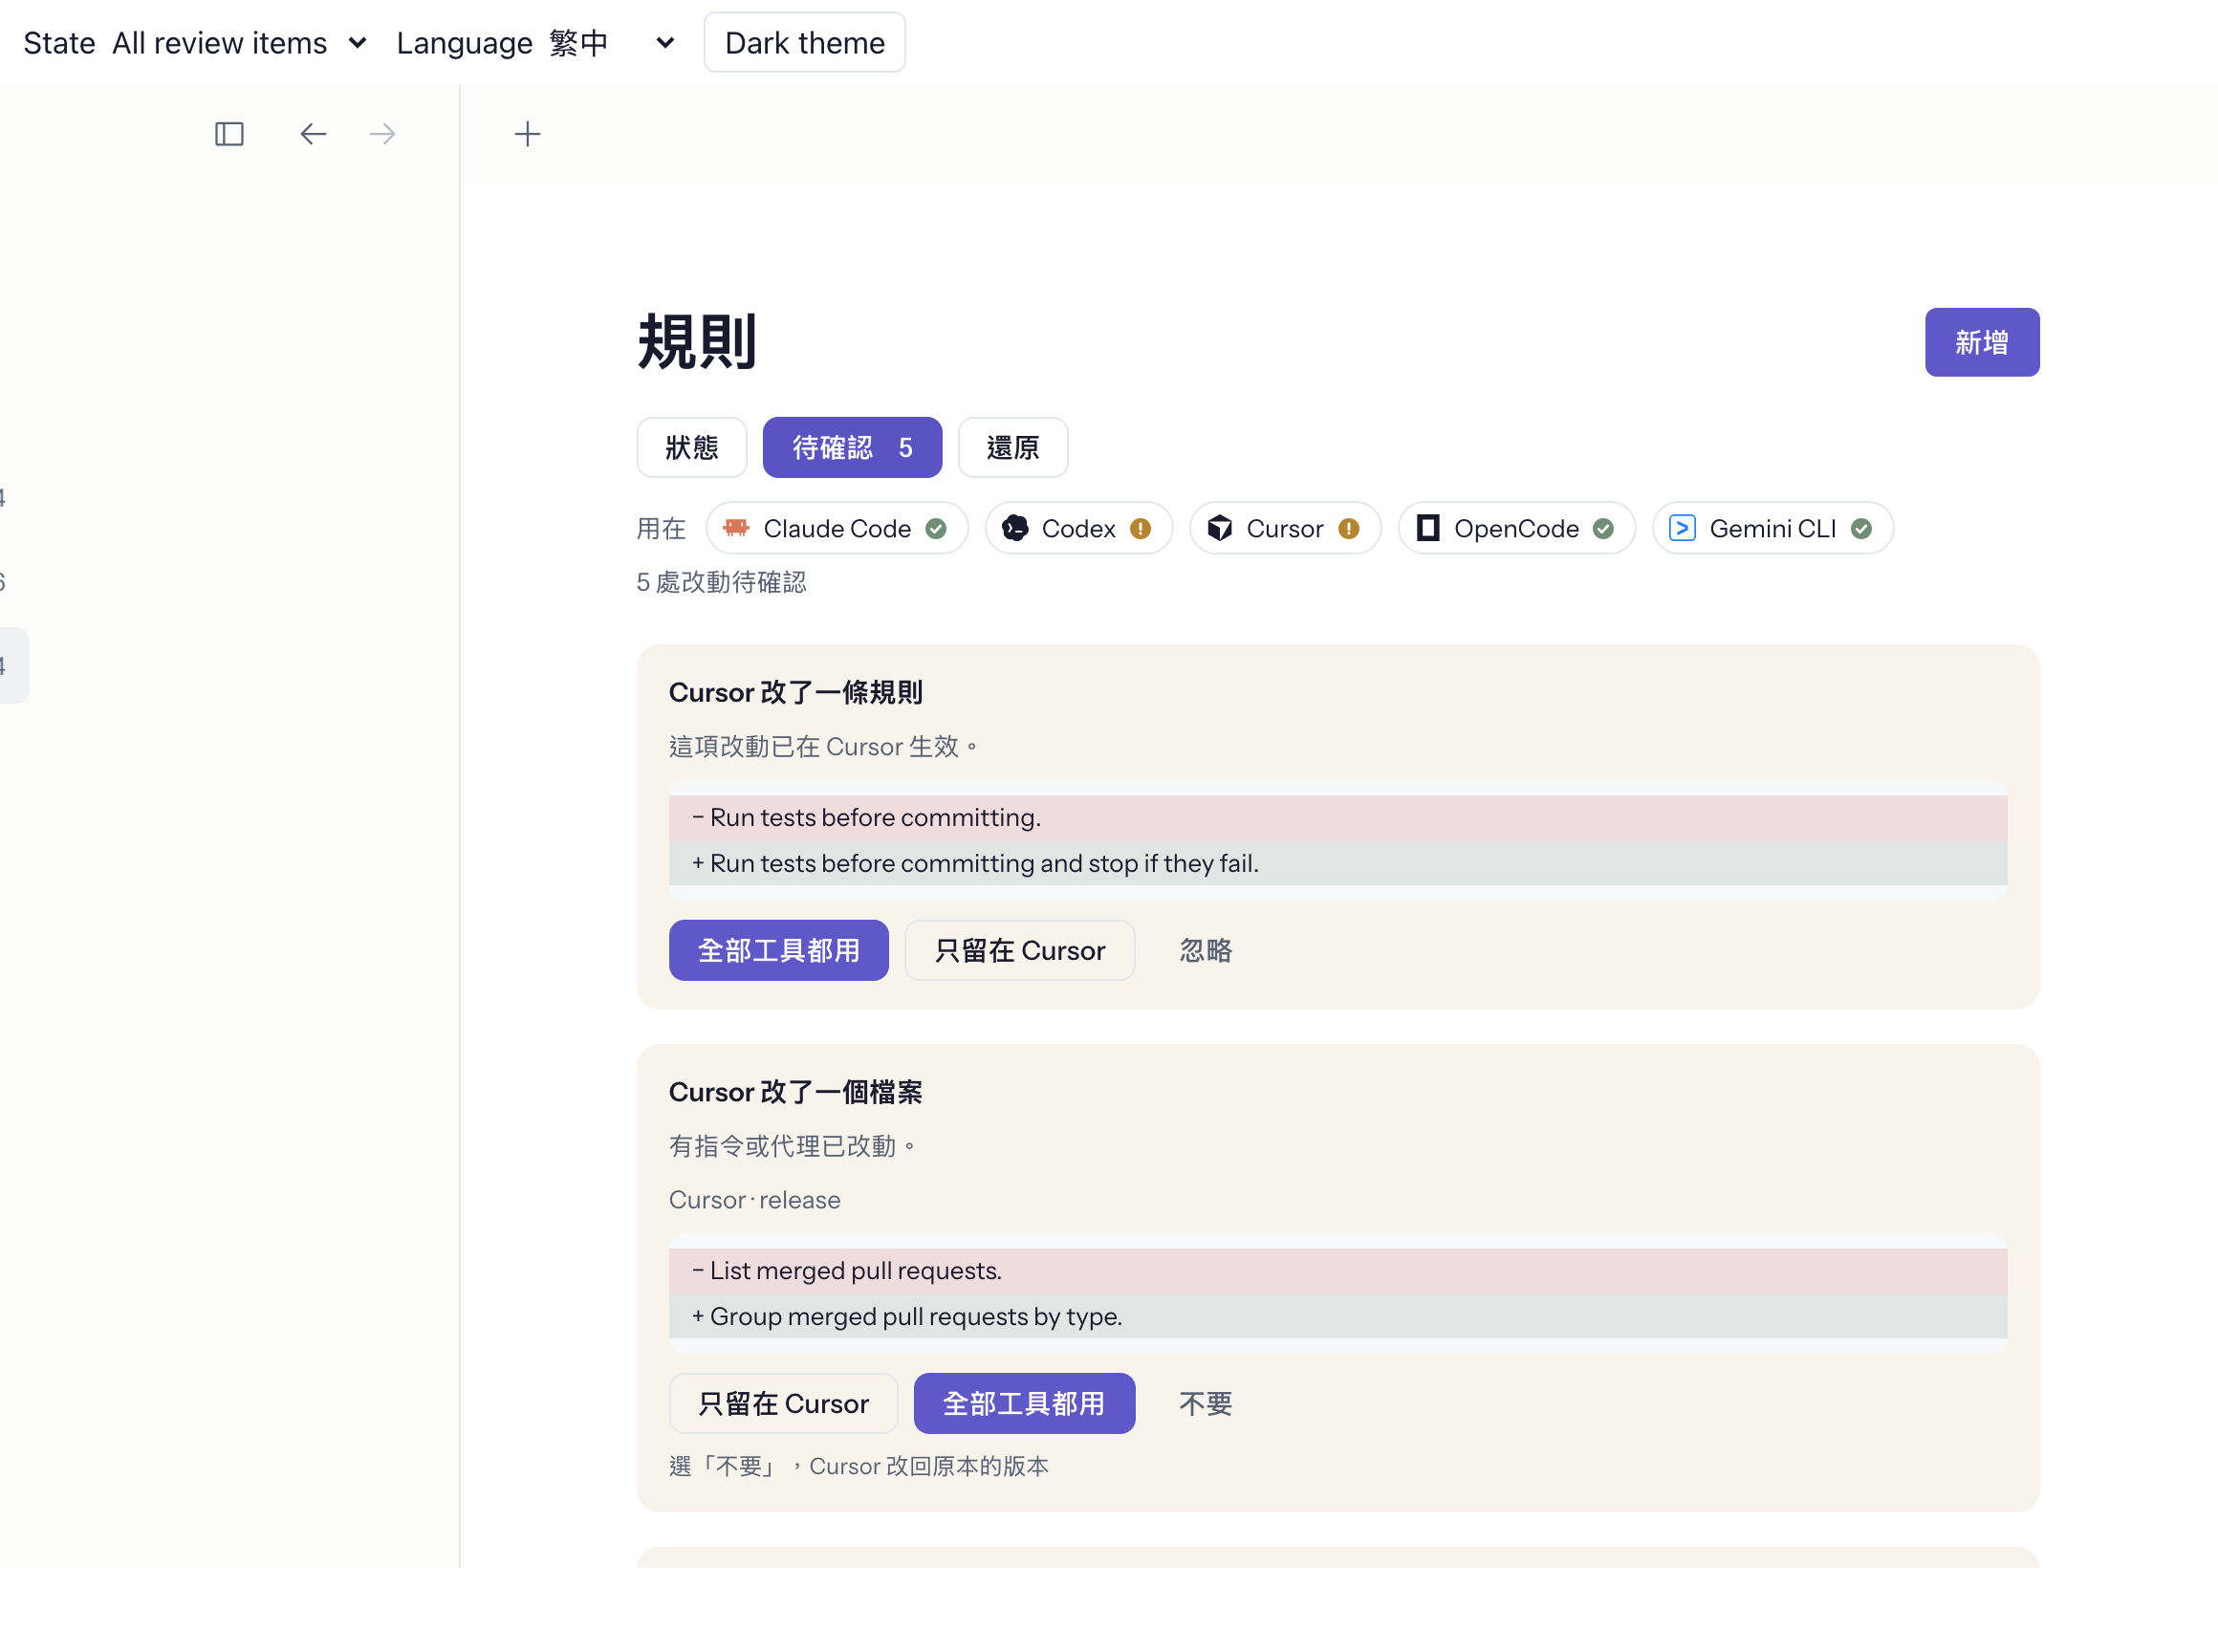 State All review items Language 繁中 Dark theme
規則 新增
狀態 待確認 5 還原
用在 Claude Code Codex Cursor OpenCode Gemini CLI
5 處改動待確認
Cursor 改了一條規則
這項改動已在 Cursor 生效。
− Run tests before committing.
+ Run tests before committing and stop if they fail.
全部工具都用 只留在 Cursor 忽略
Cursor 改了一個檔案
有指令或代理已改動。
Cursor · release
− List merged pull requests.
+ Group merged pull requests by type.
只留在 Cursor 全部工具都用 不要
選「不要」，Cursor 改回原本的版本